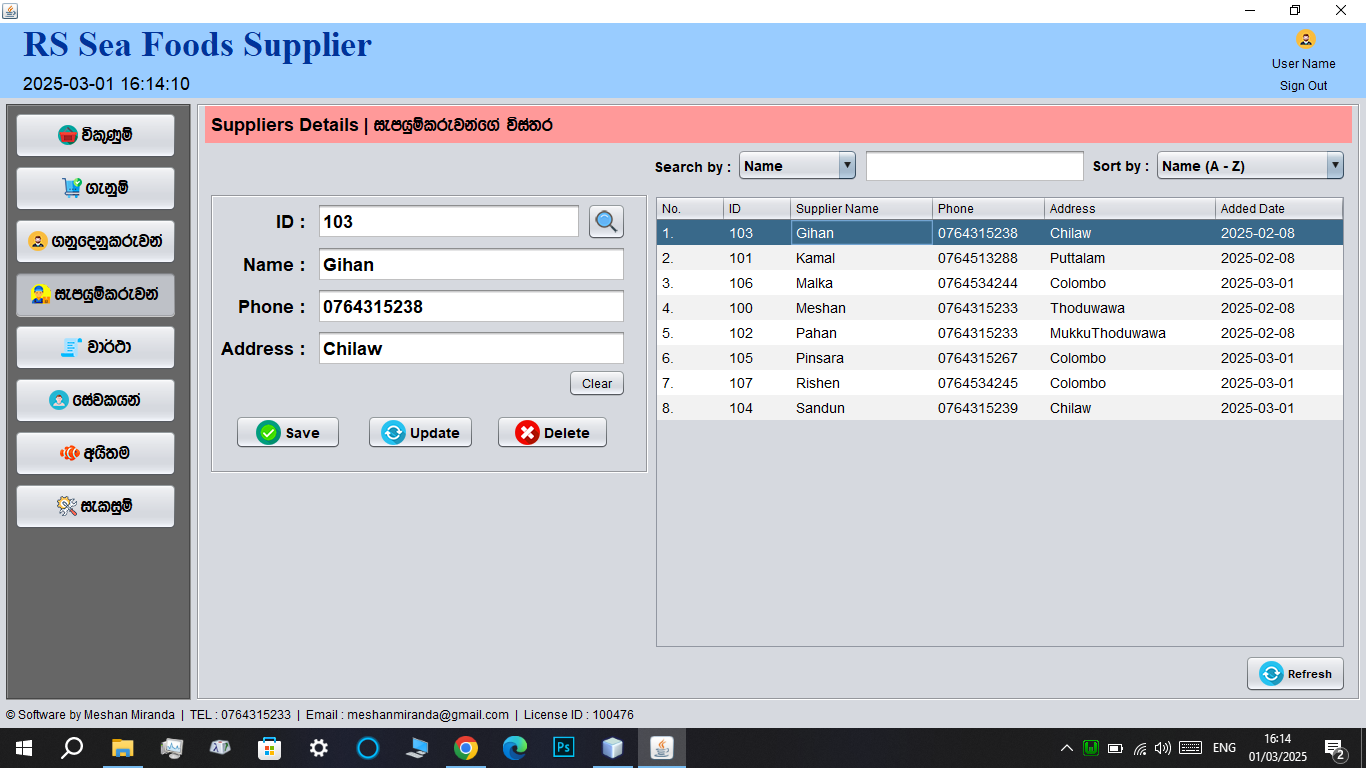 RS Sea Foods Supplier
2025-03-01 16:14:10
User Name
Sign Out
විකුණුම්
ගැනුම්
ගනුදෙනුකරුවන්
සැපයුම්කරුවන්
වාර්ථා
සේවකයන්
අයිතම
සැකසුම්
Suppliers Details | සැපයුම්කරුවන්ගේ විස්තර
Search by : Name Sort by : Name (A - Z)
ID : 103
Name : Gihan
Phone : 0764315238
Address : Chilaw
Clear
Save Update Delete
No. ID Supplier Name Phone Address Added Date
1. 103 Gihan 0764315238 Chilaw 2025-02-08
2. 101 Kamal 0764513288 Puttalam 2025-02-08
3. 106 Malka 0764534244 Colombo 2025-03-01
4. 100 Meshan 0764315233 Thoduwawa 2025-02-08
5. 102 Pahan 0764315233 MukkuThoduwawa 2025-02-08
6. 105 Pinsara 0764315267 Colombo 2025-03-01
7. 107 Rishen 0764534245 Colombo 2025-03-01
8. 104 Sandun 0764315239 Chilaw 2025-03-01
Refresh
© Software by Meshan Miranda | TEL : 0764315233 | Email : meshanmiranda@gmail.com | License ID : 100476
Ps
ENG
16:14
01/03/2025
2